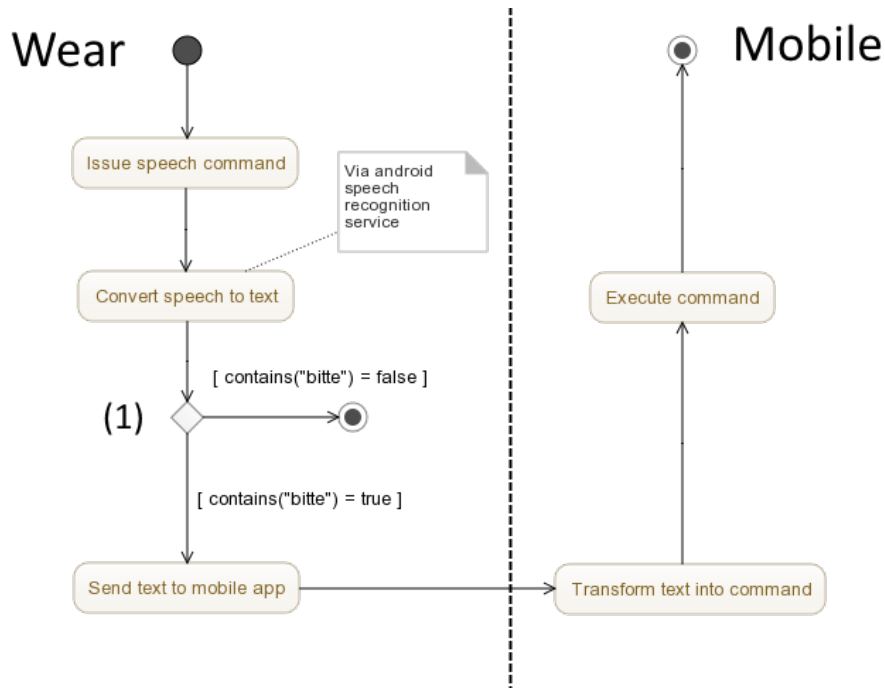 Wear
Mobile
Issue speech command
Via android
speech
recognition
service
Convert speech to text
Execute command
[ contains("bitte") = false ]
(1)
[ contains("bitte") = true ]
Send text to mobile app
Transform text into command